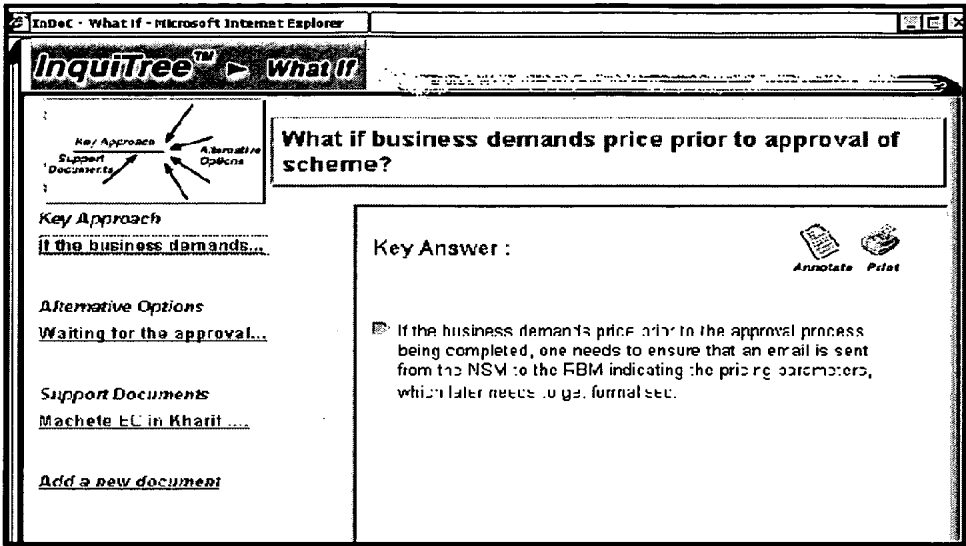 InDeC - What If - Microsoft Internet Explorer
InquiTree™ ► What If
Key Approach
Support Documents
Alternative Options
What if business demands price prior to approval of
scheme?
Key Approach
If the business demands...
Alternative Options
Waiting for the approval...
Support Documents
Machete EC in Kharif ....
Add a new document
Key Answer :
Annotate Print
If the business demands price prior to the approval process
being completed, one needs to ensure that an email is sent
from the NSM to the RBM indicating the pricing parameters,
which later needs to get formalised.